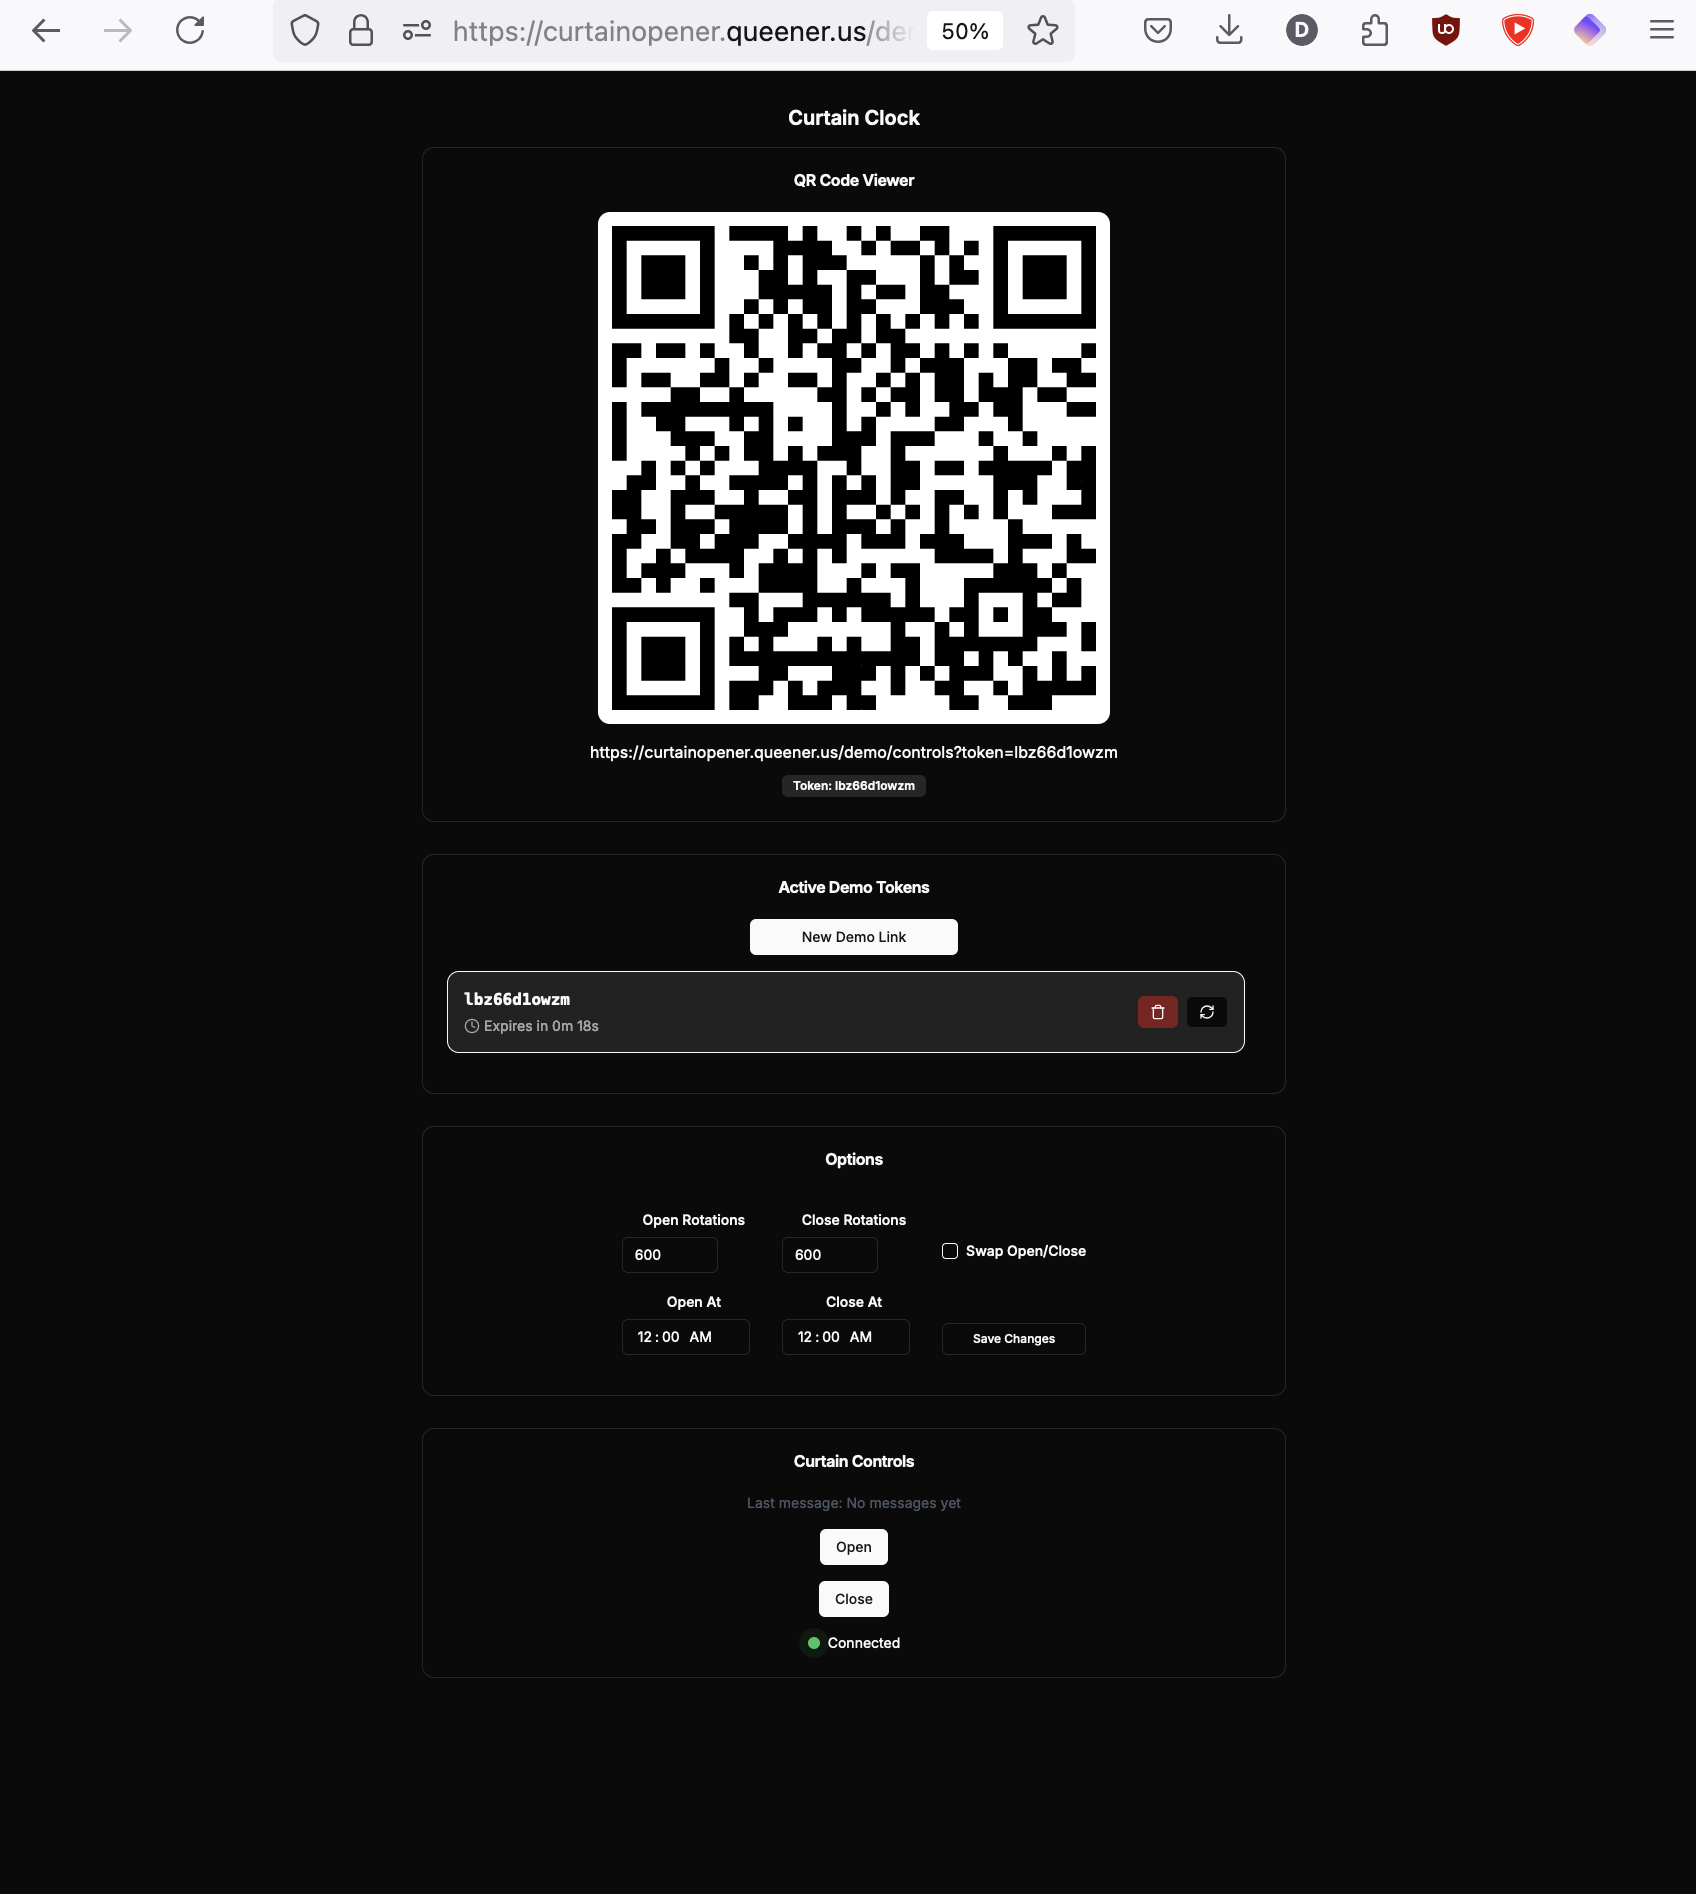 https://curtainopener.queener.us/de
50%
D
Curtain Clock
QR Code Viewer
https://curtainopener.queener.us/demo/controls?token=lbz66d1owzm
Token: lbz66d1owzm
Active Demo Tokens
New Demo Link
lbz66d1owzm
Expires in 0m 18s
Options
Open Rotations
Close Rotations
600
600
Swap Open/Close
Open At
Close At
12:00 AM
12:00 AM
Save Changes
Curtain Controls
Last message: No messages yet
Open
Close
Connected